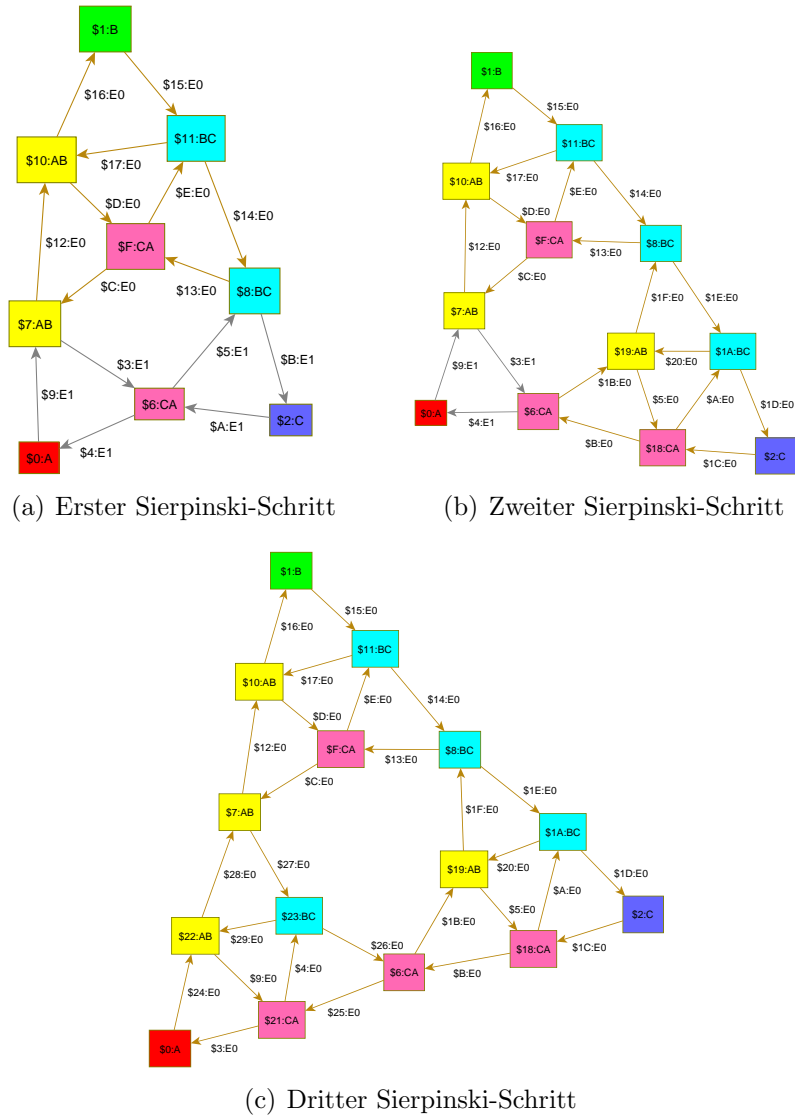 $1:B
$15:E0
$16:E0
$11:BC
$17:E0
$10:AB
$D:E0
$E:E0
$14:E0
$12:E0
$F:CA
$8:BC
$C:E0
$13:E0
$7:AB
$3:E1
$5:E1
$B:E1
$9:E1
$6:CA
$A:E1
$2:C
$4:E1
$0:A
(a) Erster Sierpinski-Schritt
$1:B
$15:E0
$16:E0
$11:BC
$17:E0
$10:AB
$E:E0
$14:E0
$D:E0
$12:E0
$F:CA
$8:BC
$13:E0
$C:E0
$1F:E0
$1E:E0
$7:AB
$19:AB
$1A:BC
$3:E1
$20:E0
$9:E1
$1B:E0
$5:E0
$A:E0
$1D:E0
$0:A
$6:CA
$4:E1
$B:E0
$18:CA
$2:C
$1C:E0
(b) Zweiter Sierpinski-Schritt
$1:B
$15:E0
$16:E0
$11:BC
$17:E0
$10:AB
$14:E0
$D:E0
$E:E0
$12:E0
$F:CA
$8:BC
$13:E0
$C:E0
$1E:E0
$7:AB
$1F:E0
$1A:BC
$27:E0
$20:E0
$19:AB
$28:E0
$1D:E0
$A:E0
$5:E0
$23:BC
$1B:E0
$2:C
$22:AB
$29:E0
$26:E0
$18:CA
$1C:E0
$9:E0
$4:E0
$6:CA
$B:E0
$24:E0
$25:E0
$21:CA
$0:A
$3:E0
(c) Dritter Sierpinski-Schritt